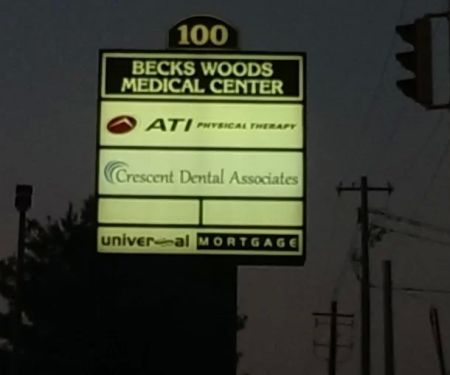 100
BECKS WOODS
MEDICAL CENTER
ATI PHYSICAL THERAPY
Crescent Dental Associates
universal MORTGAGE